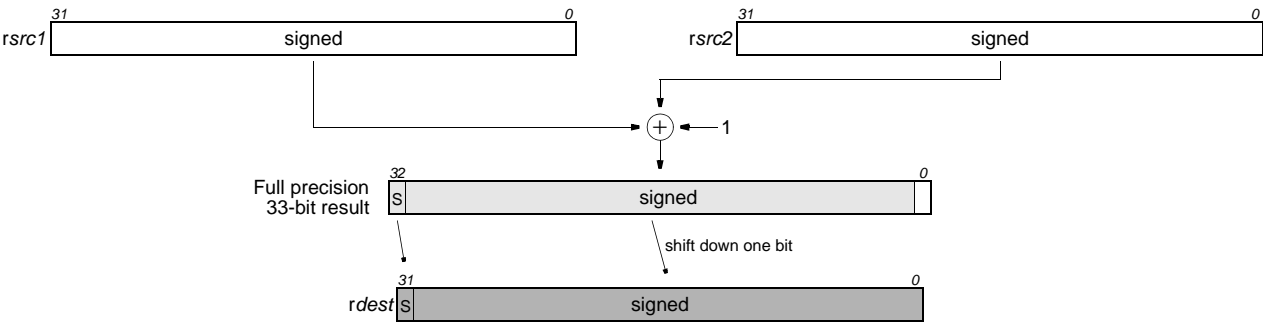 31 0 31 0
rsrc1 signed rsrc2 signed
+ 1
32 0
Full precision
33-bit result
S signed
shift down one bit
31 0
rdest S signed